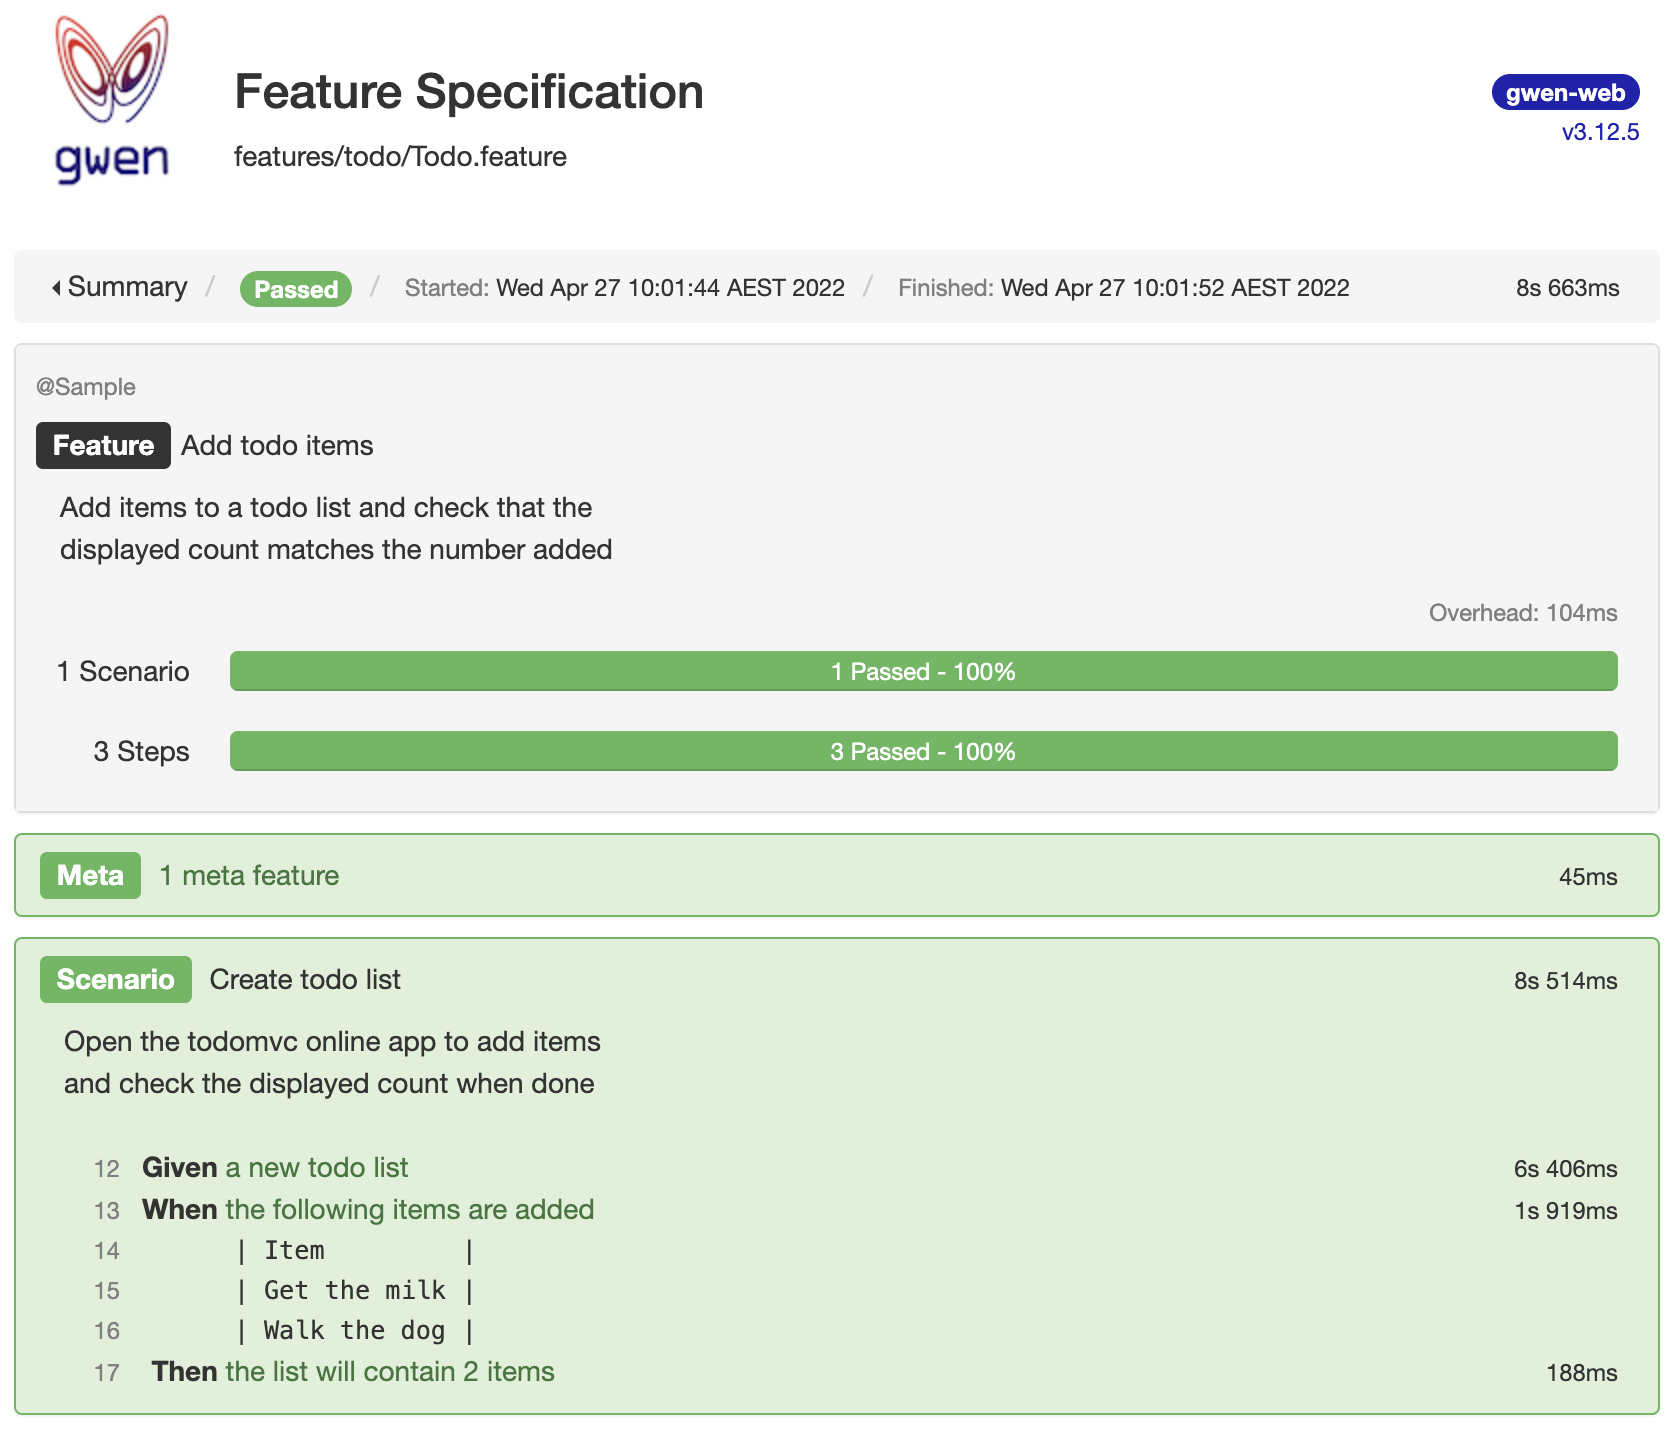 gwen
Feature Specification
features/todo/Todo.feature
gwen-web
v3.12.5
Summary / Passed / Started: Wed Apr 27 10:01:44 AEST 2022 / Finished: Wed Apr 27 10:01:52 AEST 2022 8s 663ms
@Sample
Feature Add todo items
Add items to a todo list and check that the
displayed count matches the number added
Overhead: 104ms
1 Scenario 1 Passed - 100%
3 Steps 3 Passed - 100%
Meta 1 meta feature 45ms
Scenario Create todo list 8s 514ms
Open the todomvc online app to add items
and check the displayed count when done
12 Given a new todo list 6s 406ms
13 When the following items are added 1s 919ms
14 | Item |
15 | Get the milk |
16 | Walk the dog |
17 Then the list will contain 2 items 188ms